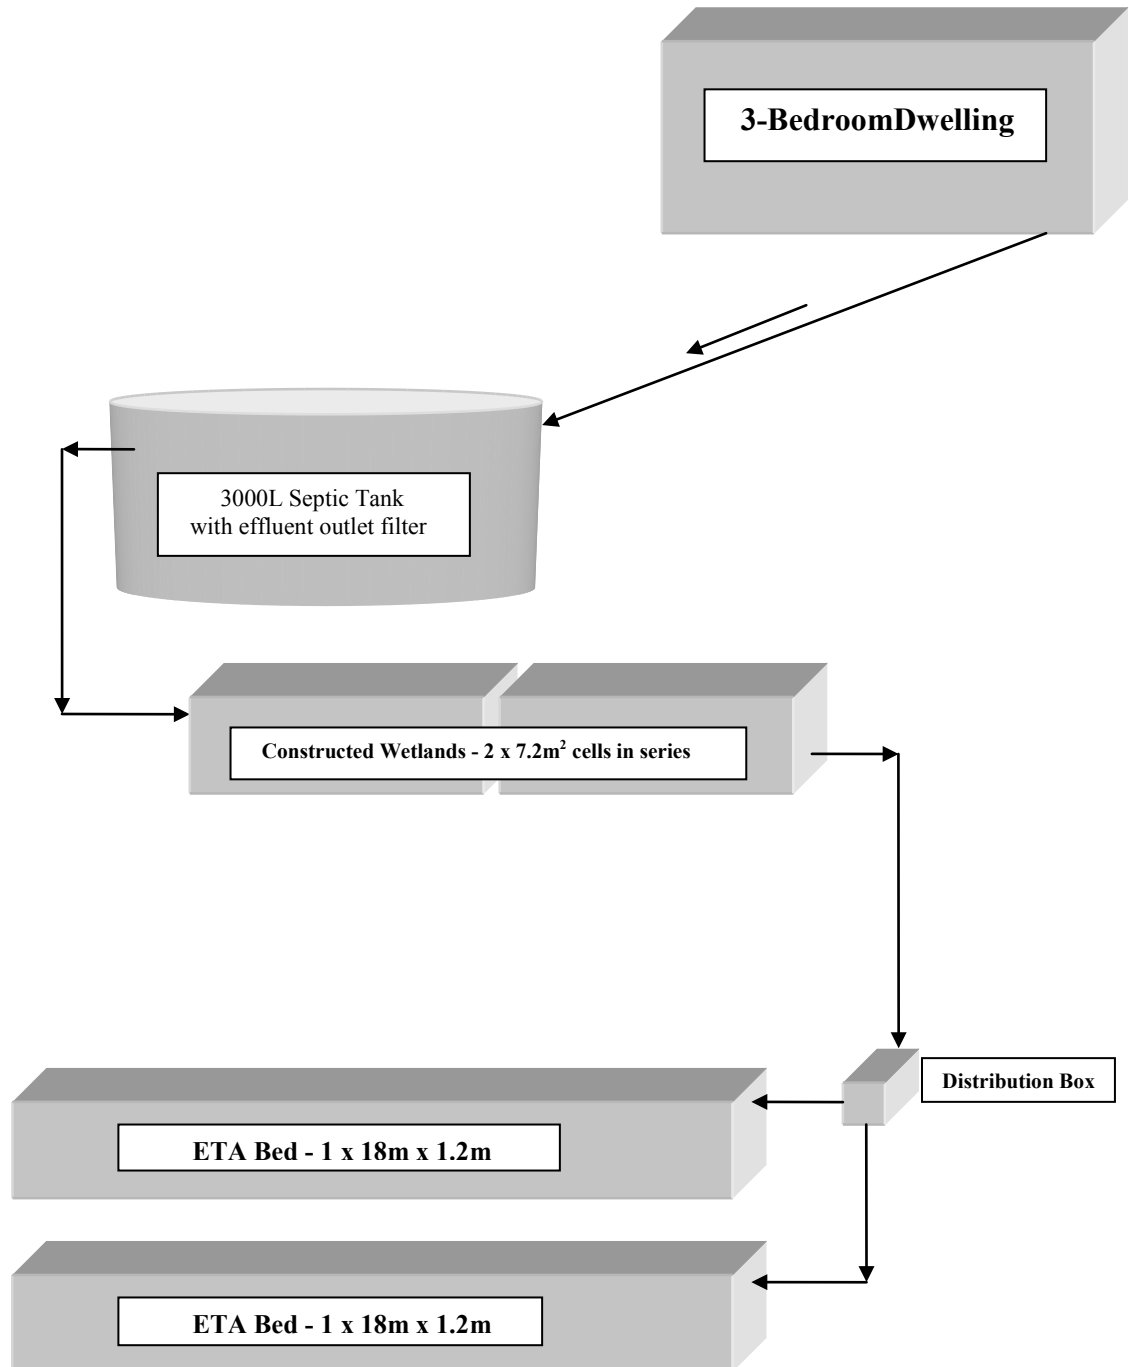 3-BedroomDwelling
3000L Septic Tank
with effluent outlet filter
Constructed Wetlands - 2 x 7.2m² cells in series
Distribution Box
ETA Bed - 1 x 18m x 1.2m
ETA Bed - 1 x 18m x 1.2m